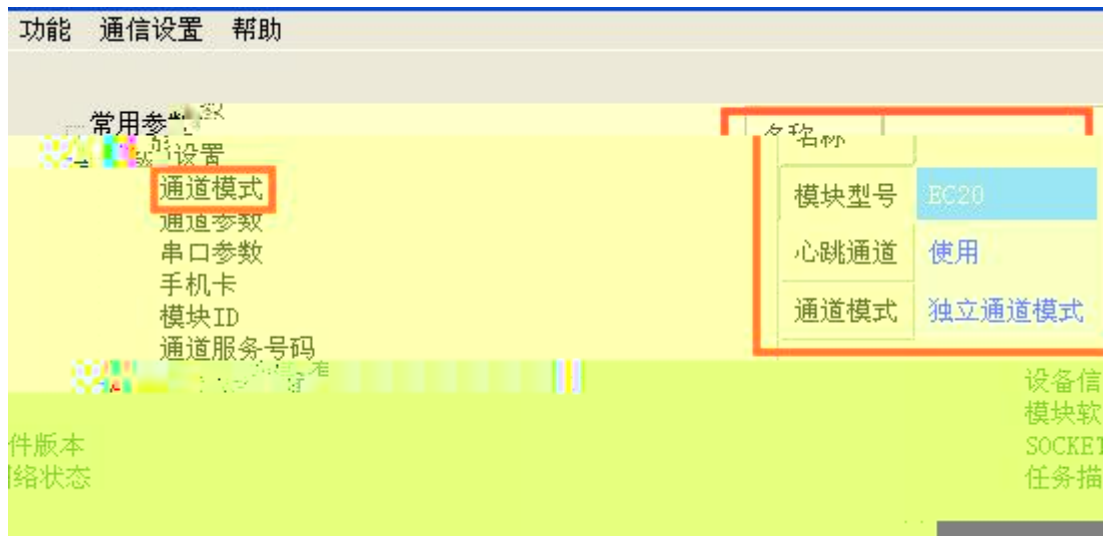 功能 通信设置 帮助
常用参
名称
设置
通道模式
模块型号 EC20
通道参数
串口参数
心跳通道 使用
手机卡
模块ID
通道模式 独立通道模式
通道服务号码
设备信
模块软
件版本
SOCKET
络状态
任务描